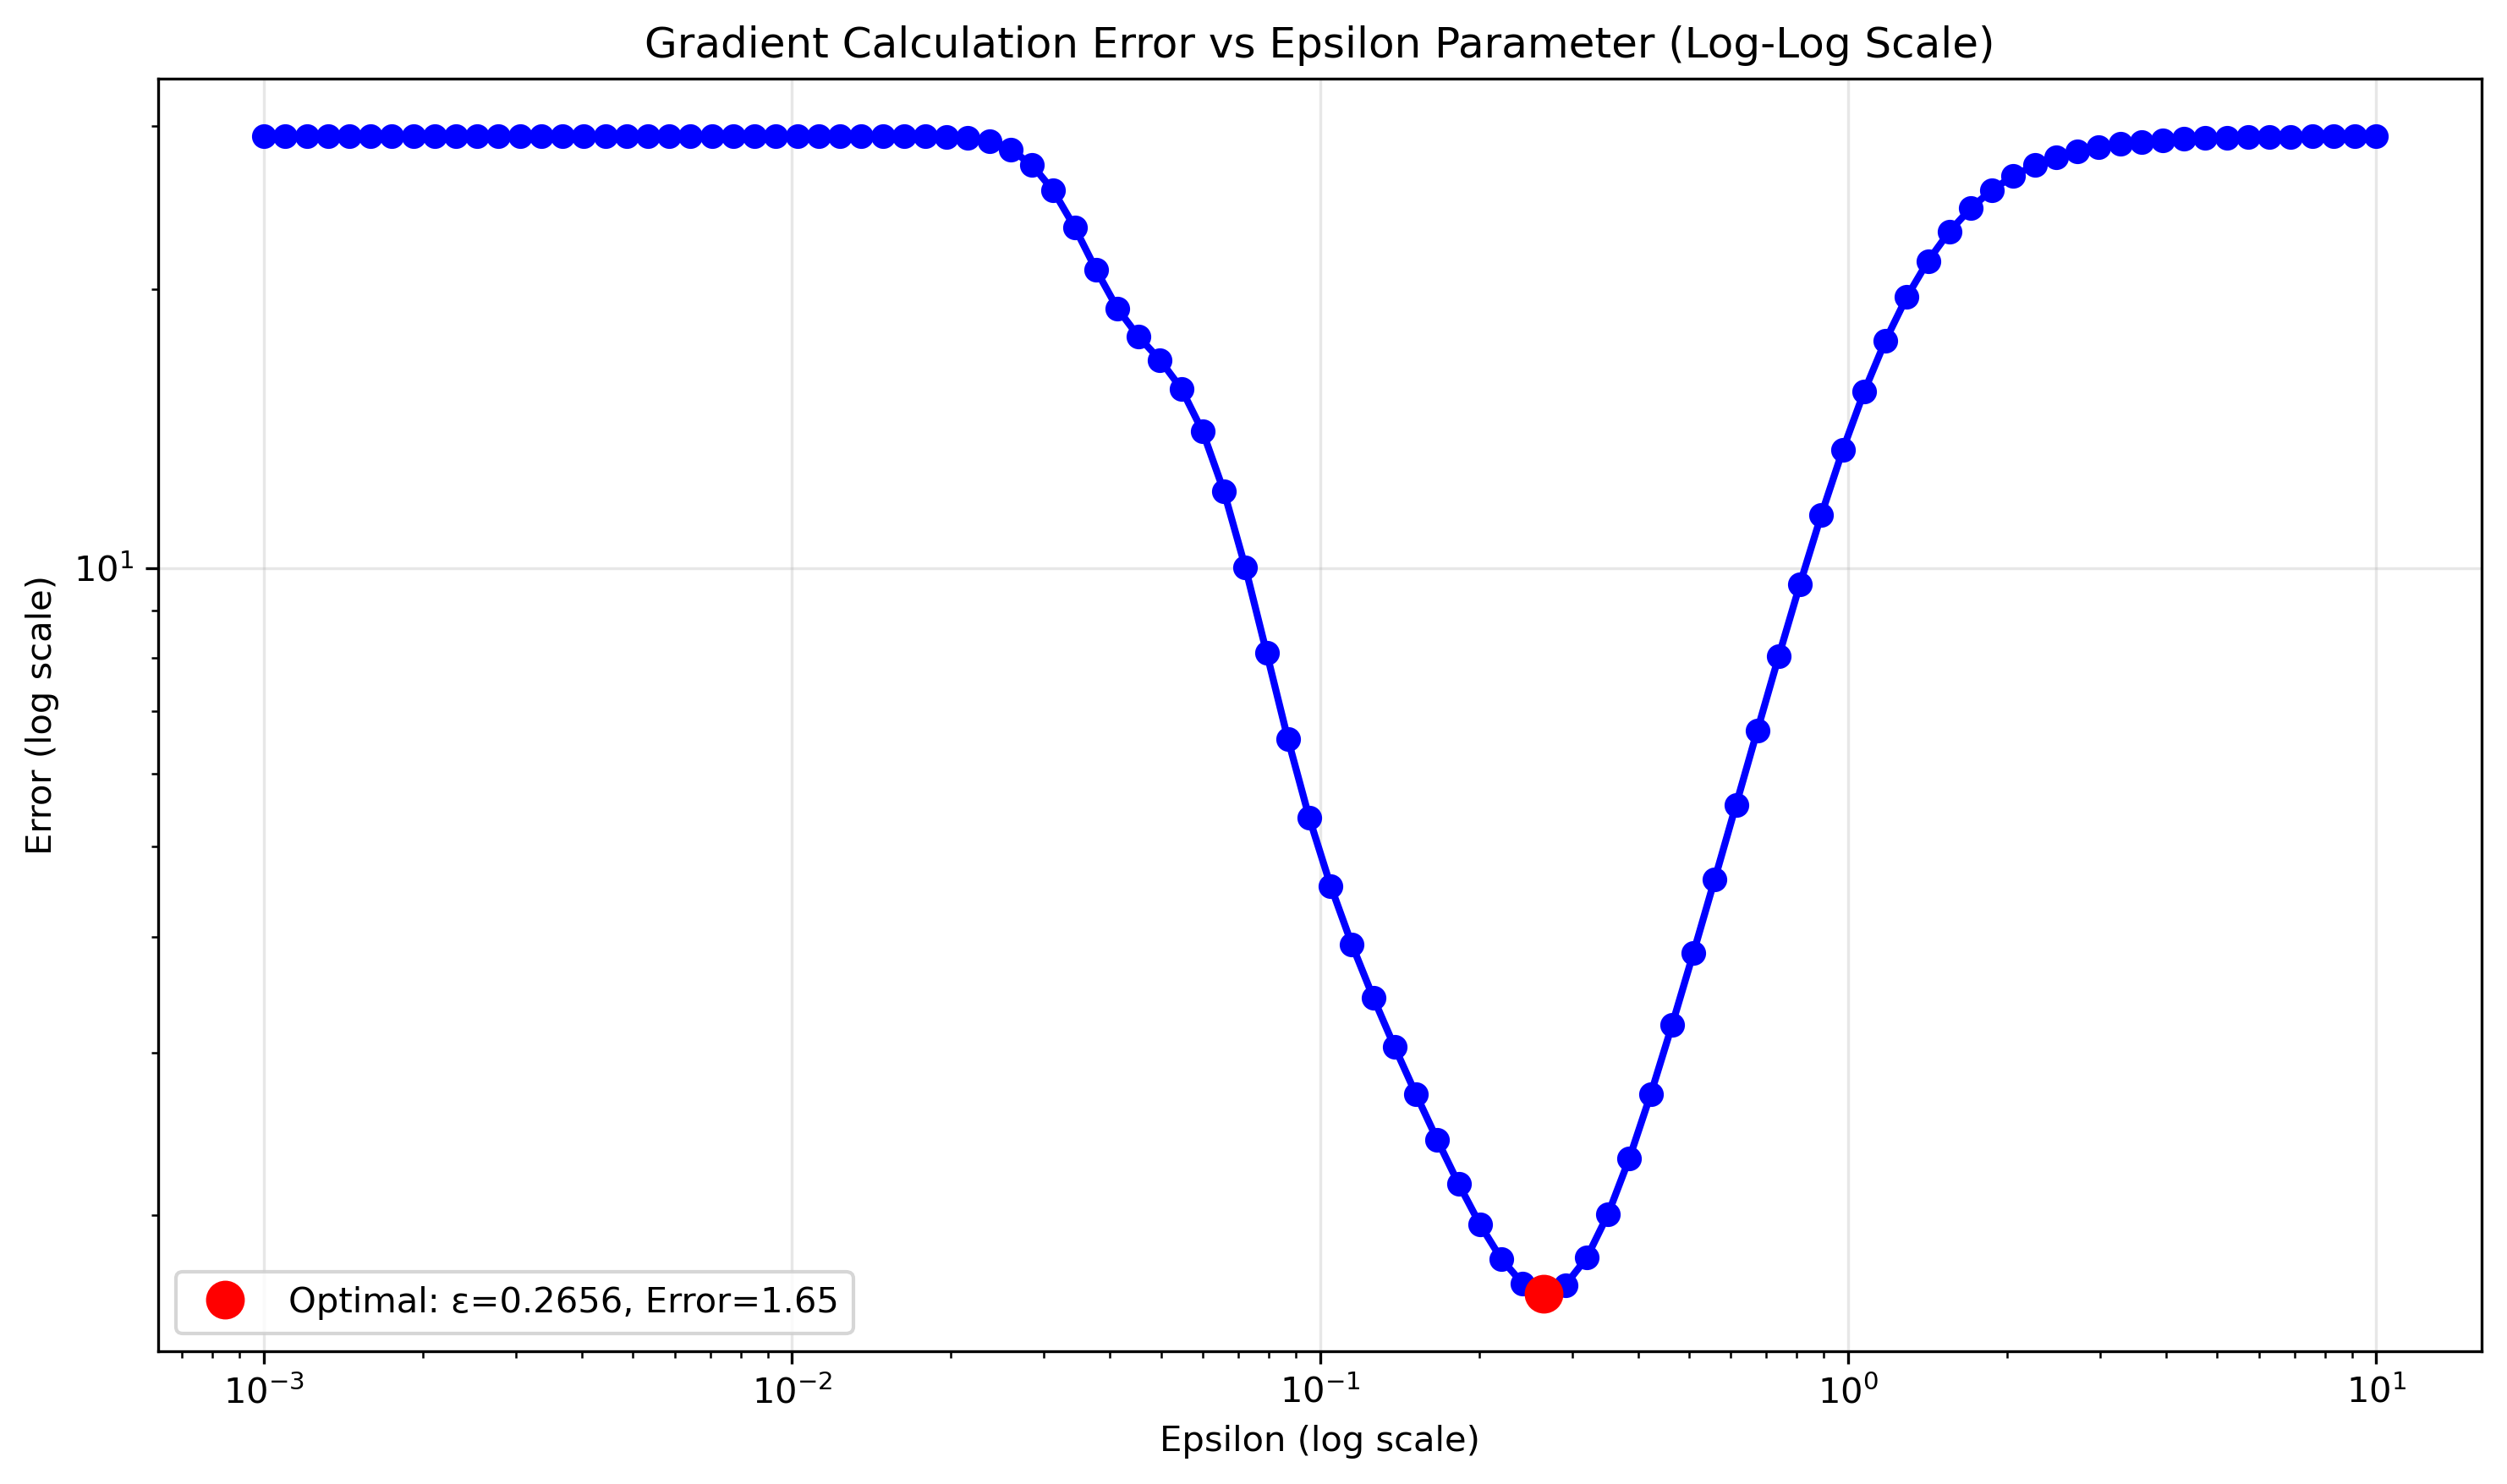 Gradient Calculation Error vs Epsilon Parameter (Log-Log Scale)
Error (log scale)
10¹
Optimal: ε=0.2656, Error=1.65
10⁻³ 10⁻² 10⁻¹ 10⁰ 10¹
Epsilon (log scale)